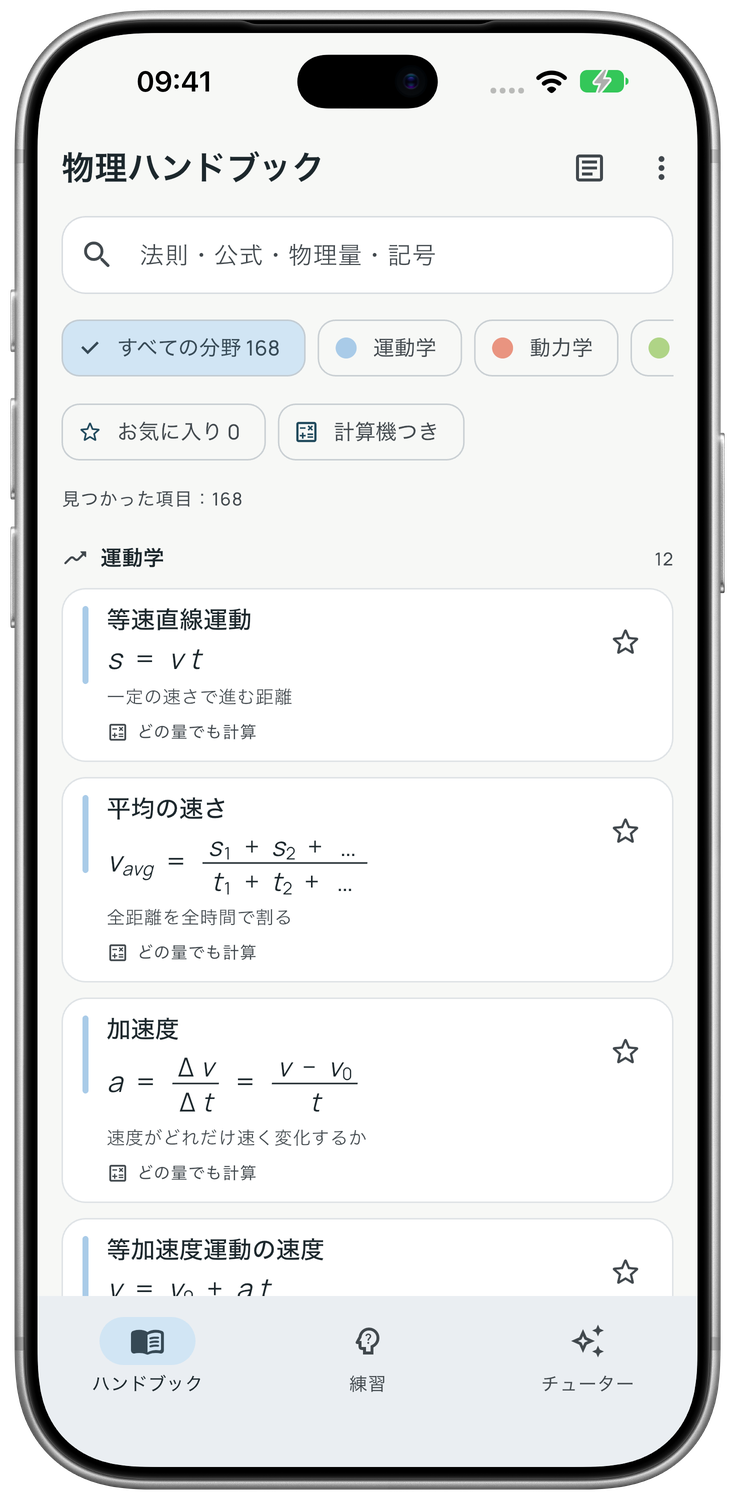 09:41
物理ハンドブック
法則・公式・物理量・記号
すべての分野 168
運動学
動力学
お気に入り 0
計算機つき
見つかった項目：168
運動学
12
等速直線運動
s = v t
一定の速さで進む距離
どの量でも計算
平均の速さ
v_avg = (s₁ + s₂ + …) / (t₁ + t₂ + …)
全距離を全時間で割る
どの量でも計算
加速度
a = Δ v / Δ t = (v − v₀) / t
速度がどれだけ速く変化するか
どの量でも計算
等加速度運動の速度
v = v₀ + a t
ハンドブック
練習
チューター